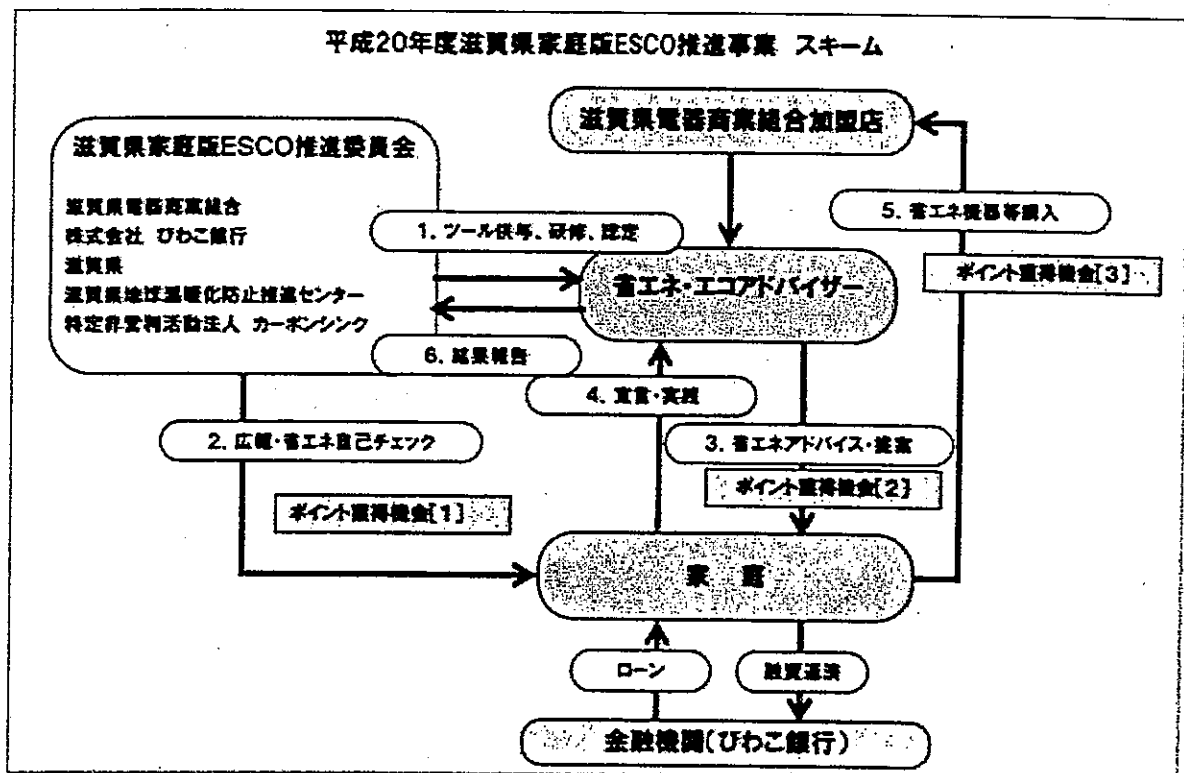 平成20年度滋賀県家庭版ESCO推進事業 スキーム
滋賀県電器商業組合加盟店
滋賀県家庭版ESCO推進委員会
滋賀県電器商業組合
株式会社 びわこ銀行
滋賀県
滋賀県地球温暖化防止推進センター
特定非営利活動法人 カーボンシンク
1. ツール供与、研修、認定
5. 省エネ機器等購入
ポイント獲得機会[3]
省エネ・エコアドバイザー
6. 結果報告
4. 宣言・実践
2. 広報・省エネ自己チェック
3. 省エネアドバイス・提案
ポイント獲得機会[2]
ポイント獲得機会[1]
家 庭
ローン
融資返済
金融機関(びわこ銀行)